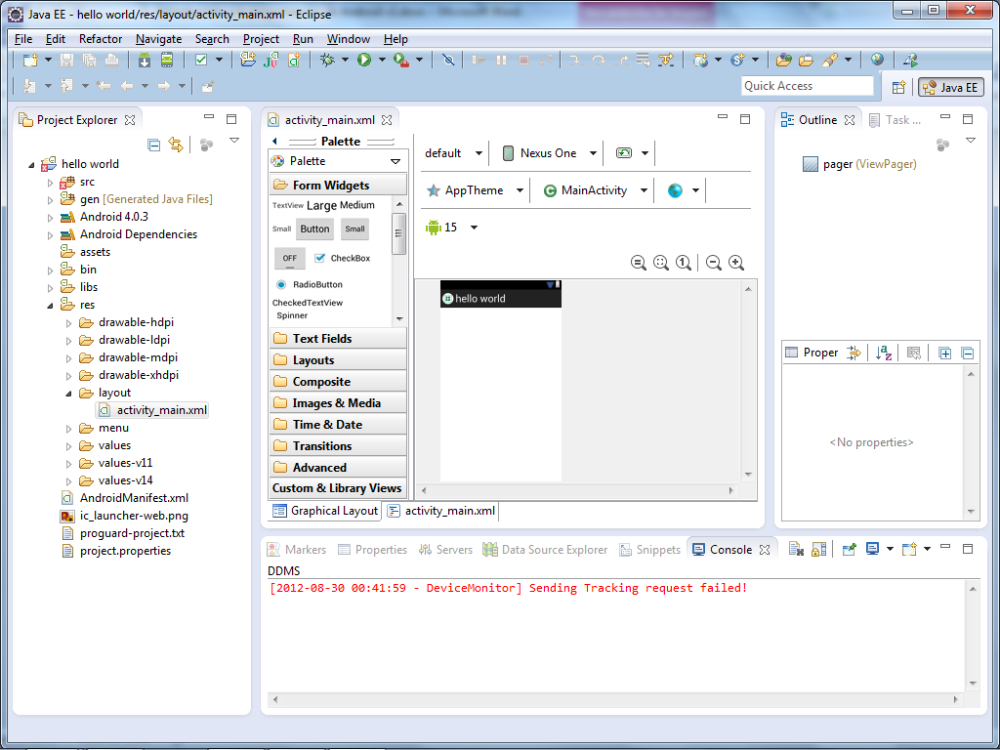 Java EE - hello world/res/layout/activity_main.xml - Eclipse
File Edit Refactor Navigate Search Project Run Window Help
Quick Access
Java EE
Project Explorer
hello world
src
gen [Generated Java Files]
Android 4.0.3
Android Dependencies
assets
bin
libs
res
drawable-hdpi
drawable-ldpi
drawable-mdpi
drawable-xhdpi
layout
activity_main.xml
menu
values
values-v11
values-v14
AndroidManifest.xml
ic_launcher-web.png
proguard-project.txt
project.properties
activity_main.xml
Palette
Palette
Form Widgets
TextView Large Medium
Small Button Small
OFF CheckBox
RadioButton
CheckedTextView
Spinner
Text Fields
Layouts
Composite
Images & Media
Time & Date
Transitions
Advanced
Custom & Library Views
default Nexus One
AppTheme MainActivity
15
hello world
Graphical Layout activity_main.xml
Outline Task ...
pager (ViewPager)
Proper
<No properties>
Markers Properties Servers Data Source Explorer Snippets Console
DDMS
[2012-08-30 00:41:59 - DeviceMonitor] Sending Tracking request failed!